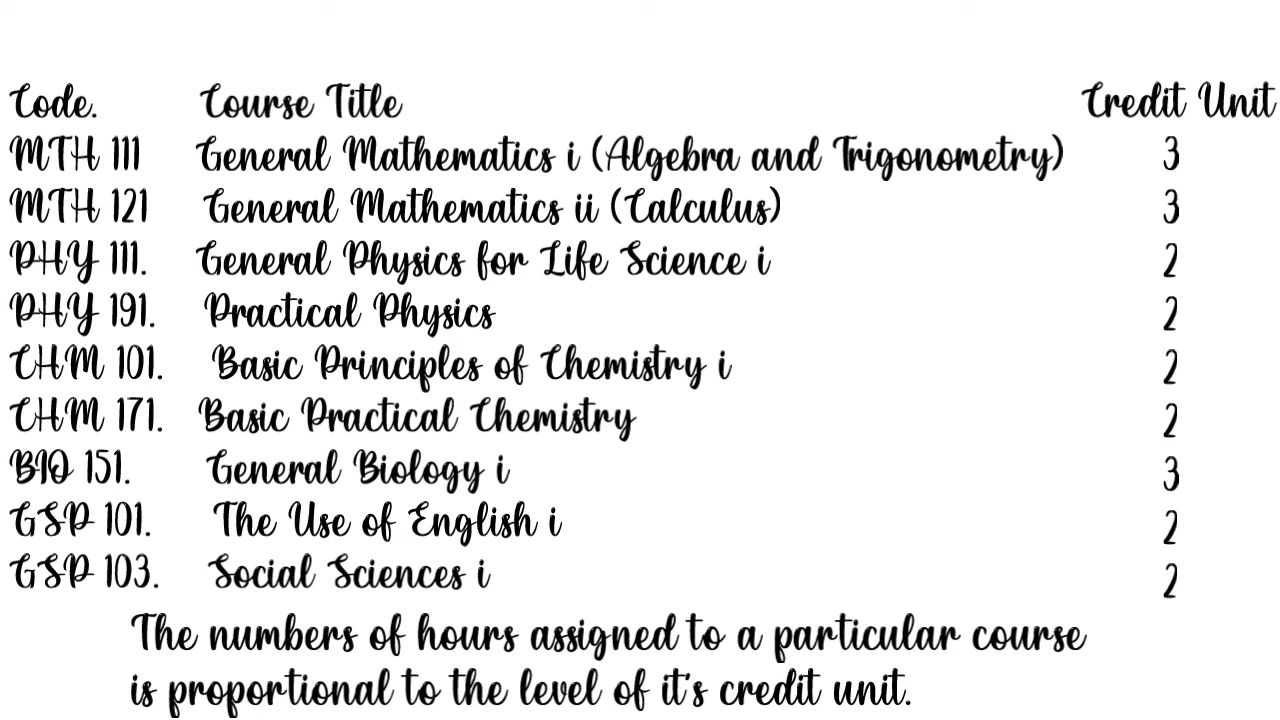 Code. Course Title Credit Unit
MTH 111 General Mathematics i (Algebra and Trigonometry) 3
MTH 121 General Mathematics ii (Calculus) 3
PHY 111. General Physics for Life Science i 2
PHY 191. Practical Physics 2
CHM 101. Basic Principles of Chemistry i 2
CHM 171. Basic Practical Chemistry 2
BIO 151. General Biology i 3
GSP 101. The Use of English i 2
GSP 103. Social Sciences i 2
The numbers of hours assigned to a particular course
is proportional to the level of it's credit unit.